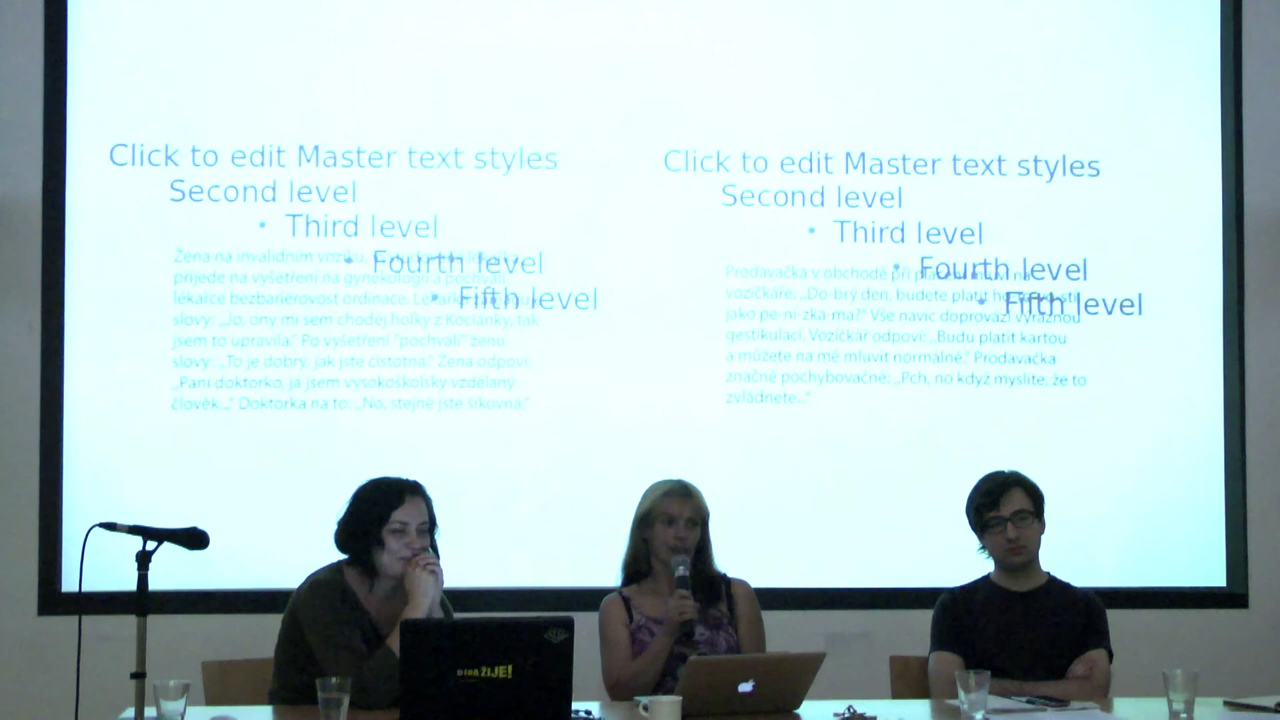 Click to edit Master text styles
Second level
• Third level
• Fourth level
• Fifth level
Žena na invalidním vozíku,
přijede na vyšetření na gynekologii a pochválí
lékařce bezbariérovost ordinace.
slovy: „Jo, ony mi sem choděj holky z Kociánky, tak
jsem to upravila.“ Po vyšetření “pochválí” ženu
slovy: „To je dobrý, jak jste čistotná.“ Žena odpoví:
„Paní doktorko, já jsem vysokoškolsky vzdělaný
člověk...“ Doktorka na to: „No, stejně jste šikovná.“
Click to edit Master text styles
Second level
• Third level
• Fourth level
• Fifth level
Prodavačka v obchodě při
vozíčkáře: „Do-brý den, budete platit
jako pe-ni-zka-ma?“ Vše navíc doprovází výraznou
gestikulací. Vozíčkář odpoví: „Budu platit kartou
a můžete na mě mluvit normálně.“ Prodavačka
značně pochybovačně: „Pch, no když myslíte, že to
zvládnete...“
ŽIJE!